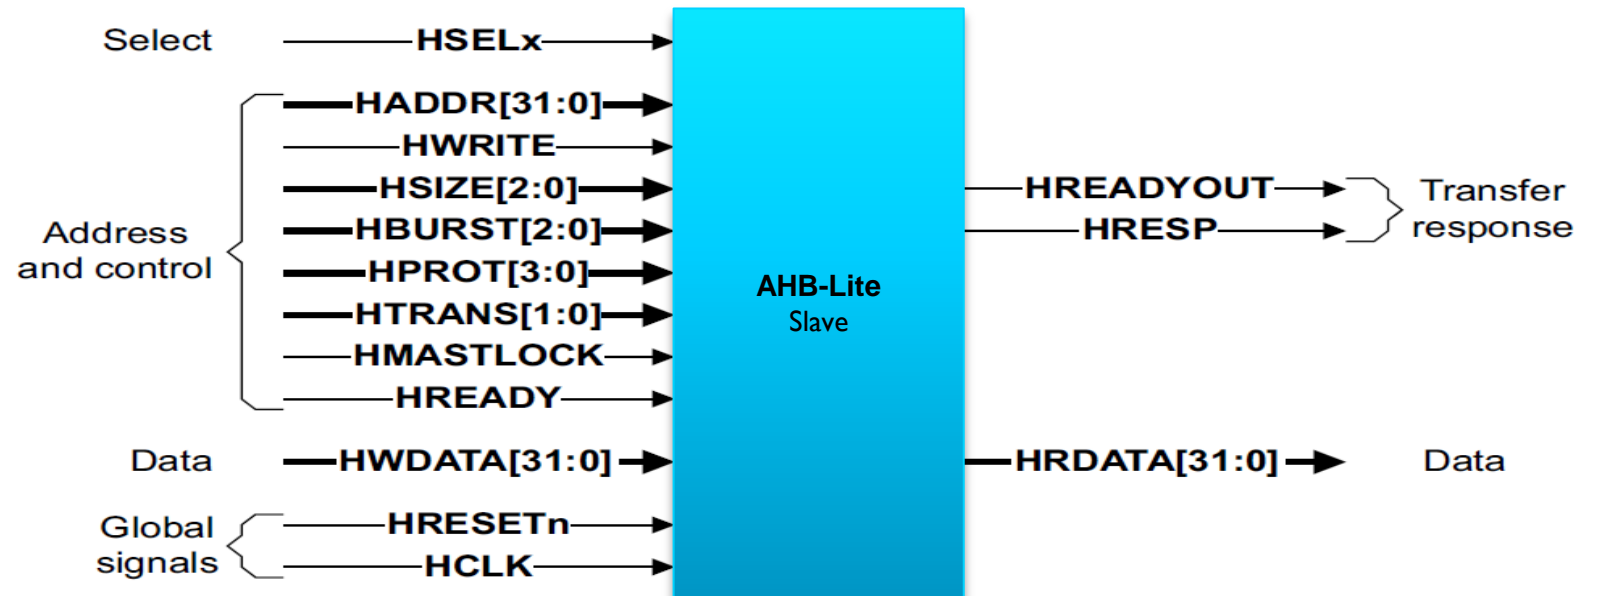 Select
HSELx
Address
and control
HADDR[31:0]
HWRITE
HSIZE[2:0]
HBURST[2:0]
HPROT[3:0]
HTRANS[1:0]
HMASTLOCK
HREADY
Data
HWDATA[31:0]
Global
signals
HRESETn
HCLK
AHB-Lite
Slave
HREADYOUT
HRESP
Transfer
response
HRDATA[31:0]
Data